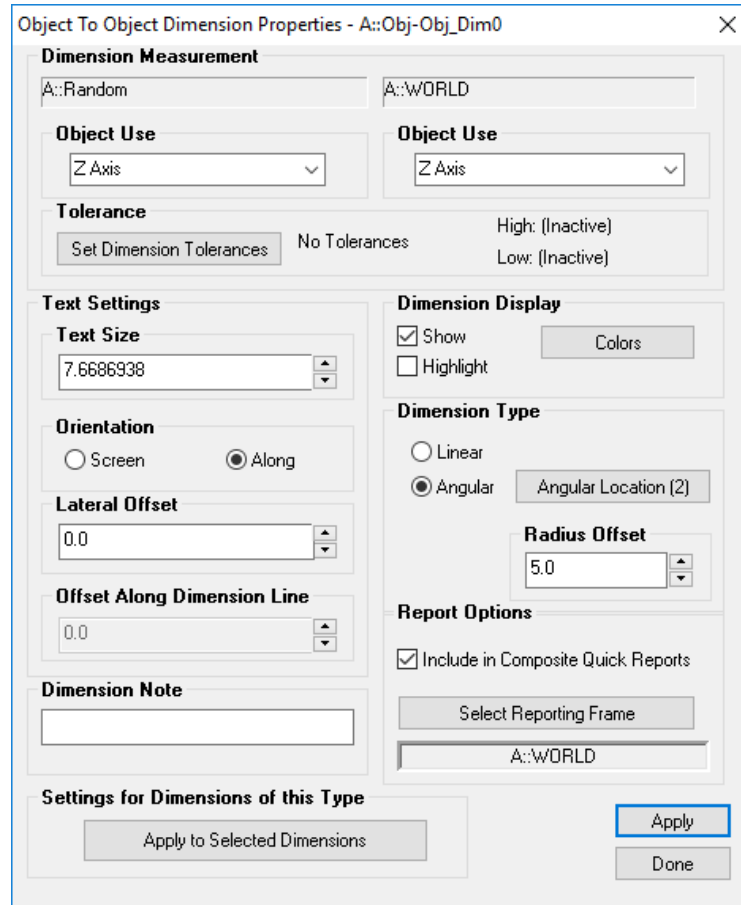 Object To Object Dimension Properties - A::Obj-Obj_Dim0
Dimension Measurement
A::Random
A::WORLD
Object Use
Z Axis
Object Use
Z Axis
Tolerance
Set Dimension Tolerances
No Tolerances
High: (Inactive)
Low: (Inactive)
Text Settings
Text Size
7.6686938
Orientation
Screen
Along
Lateral Offset
0.0
Offset Along Dimension Line
0.0
Dimension Note
Dimension Display
Show
Highlight
Colors
Dimension Type
Linear
Angular
Angular Location (2)
Radius Offset
5.0
Report Options
Include in Composite Quick Reports
Select Reporting Frame
A::WORLD
Settings for Dimensions of this Type
Apply to Selected Dimensions
Apply
Done